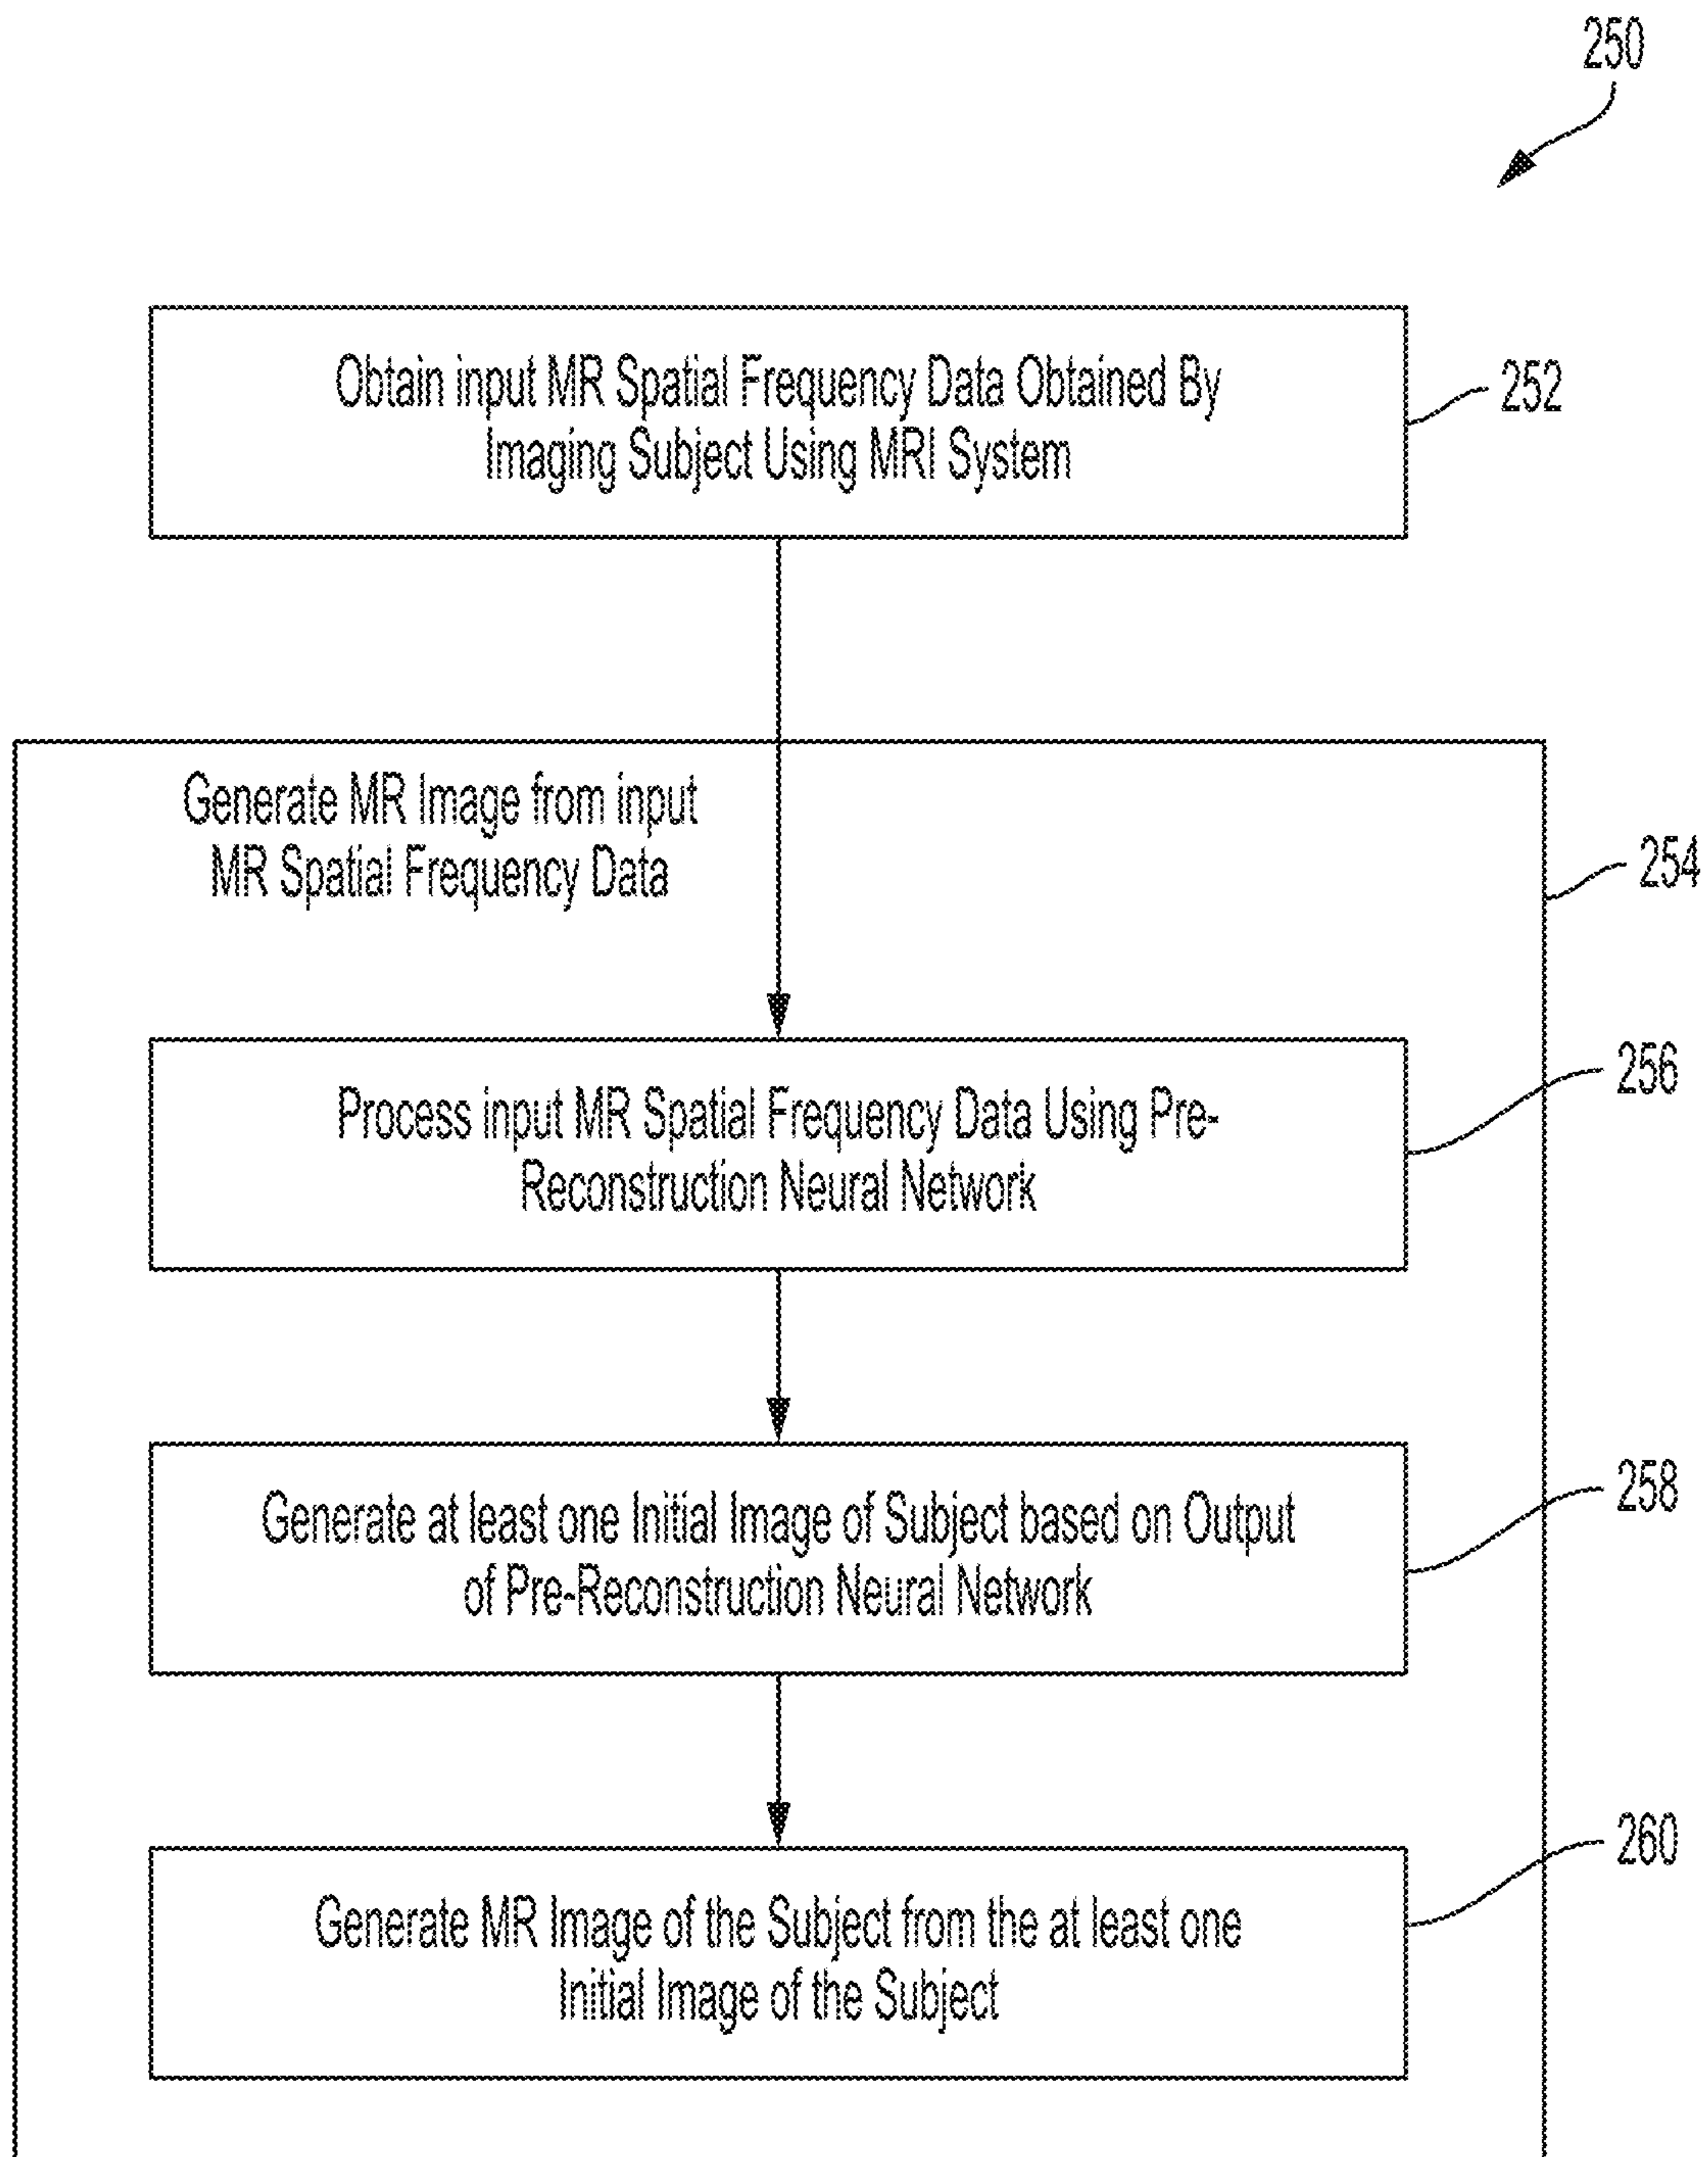 250
Obtain input MR Spatial Frequency Data Obtained By
Imaging Subject Using MRI System
252
Generate MR Image from input
MR Spatial Frequency Data
254
Process input MR Spatial Frequency Data Using Pre-
Reconstruction Neural Network
256
Generate at least one Initial Image of Subject based on Output
of Pre-Reconstruction Neural Network
258
Generate MR Image of the Subject from the at least one
Initial Image of the Subject
260